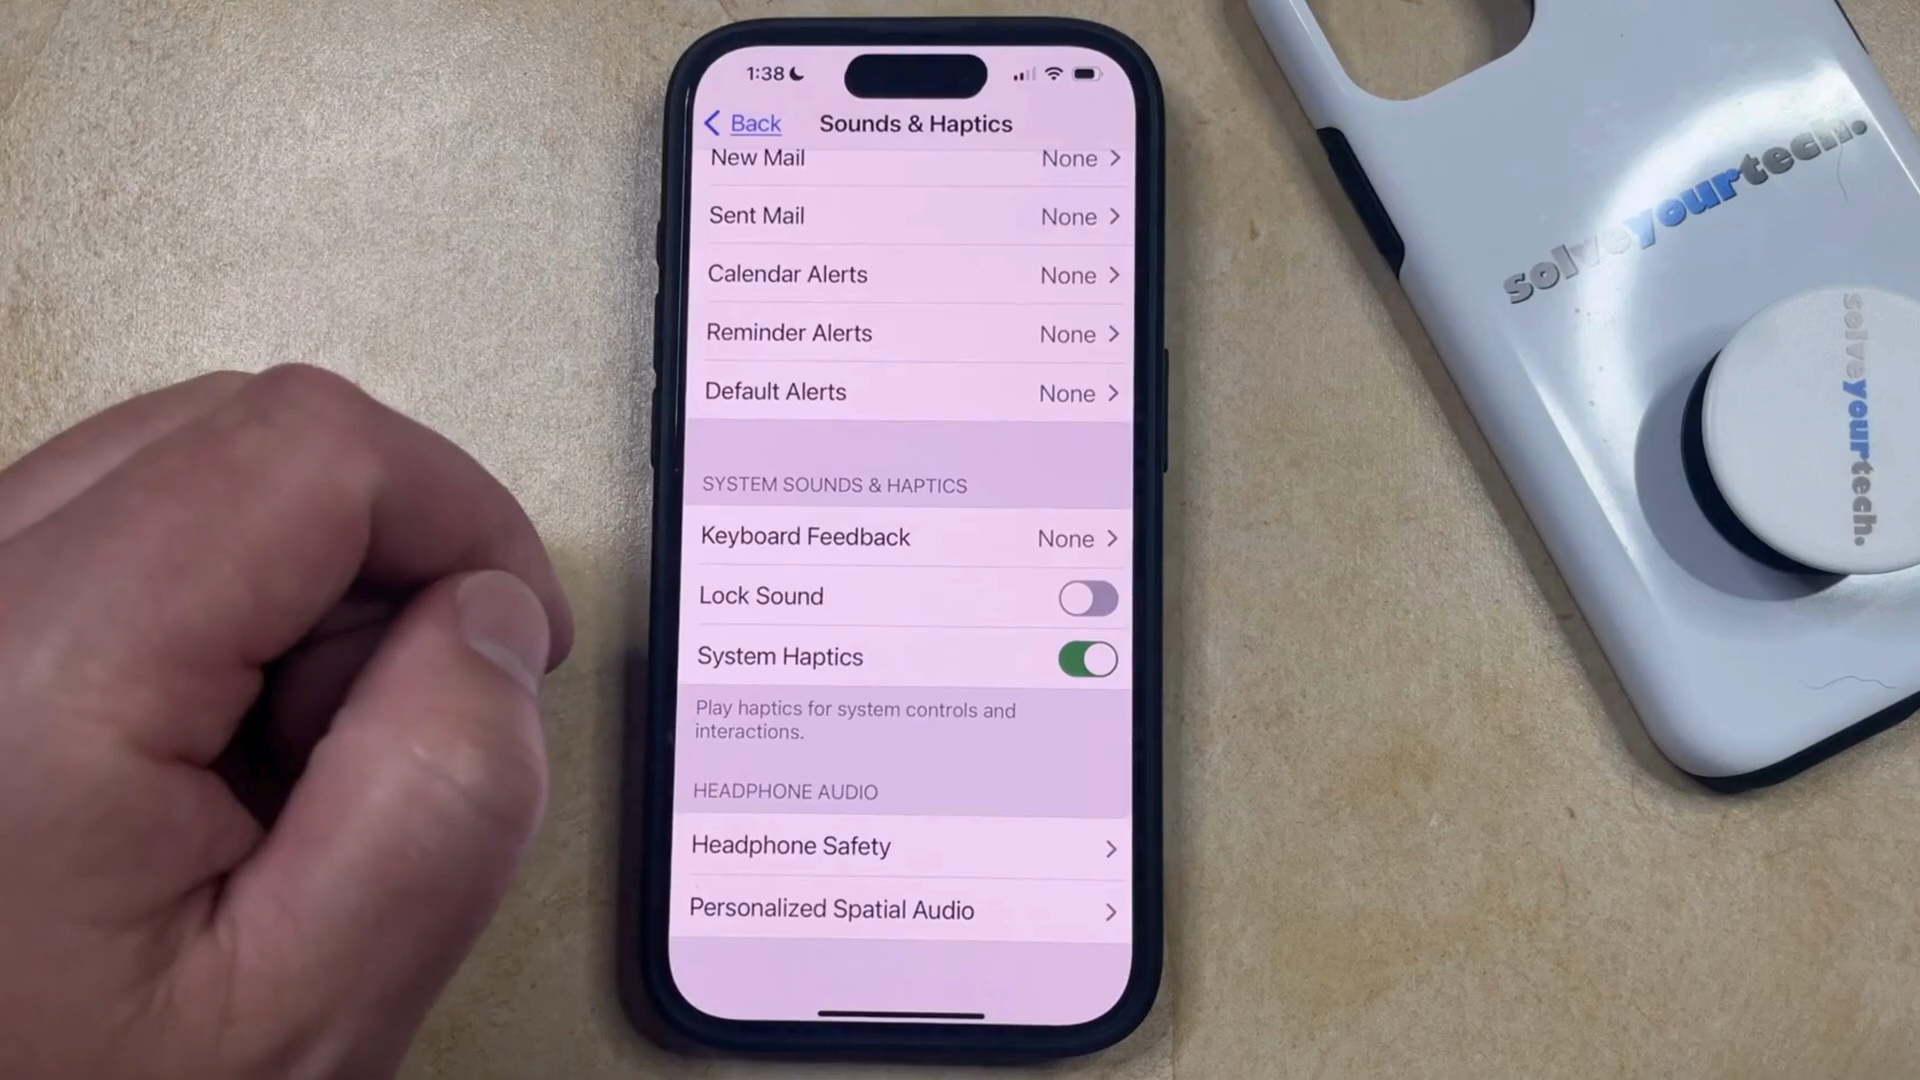 1:38
Back
Sounds & Haptics
New Mail None
Sent Mail None
Calendar Alerts None
Reminder Alerts None
Default Alerts None
SYSTEM SOUNDS & HAPTICS
Keyboard Feedback None
Lock Sound
System Haptics
Play haptics for system controls and
interactions.
HEADPHONE AUDIO
Headphone Safety
Personalized Spatial Audio
solveyourtech.
solveyourtech.